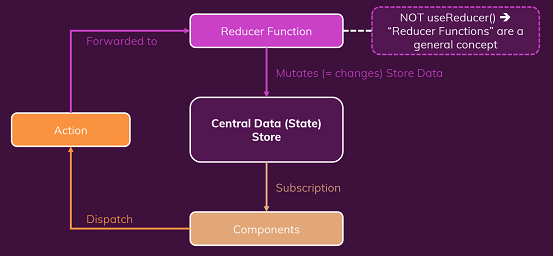 Reducer Function
NOT useReducer() →
“Reducer Functions” are a
general concept
Forwarded to
Mutates (= changes) Store Data
Central Data (State)
Store
Action
Subscription
Dispatch
Components